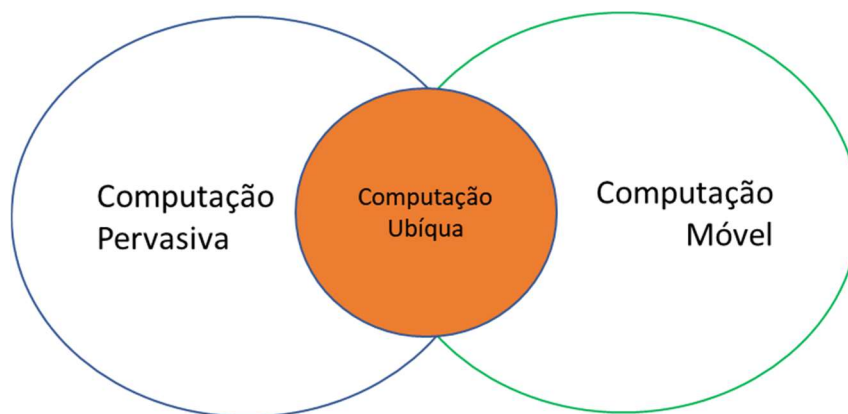 Computação
Pervasiva
Computação
Ubíqua
Computação
Móvel